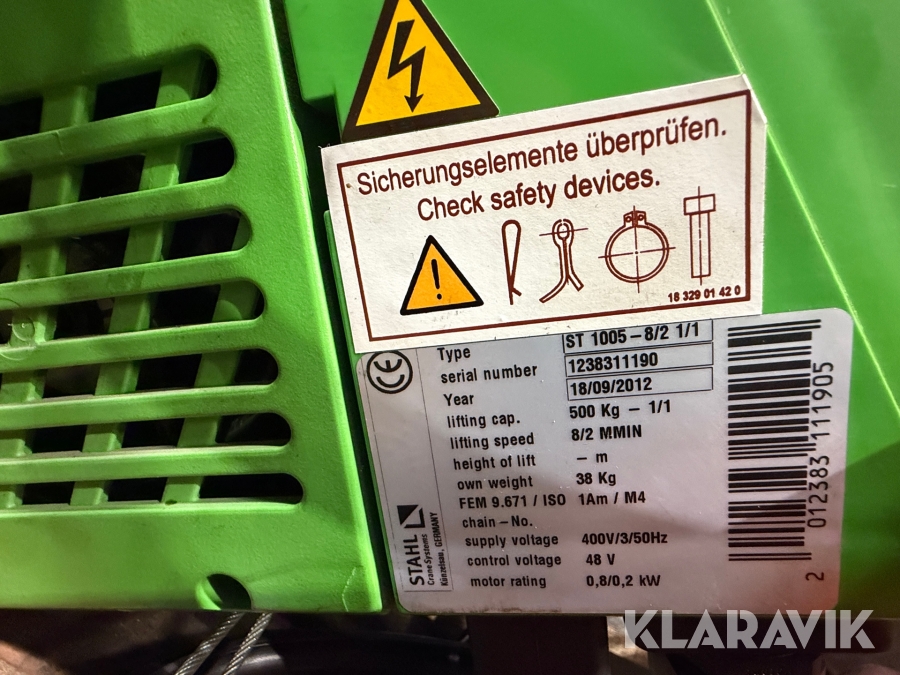 Sicherungselemente überprüfen.
Check safety devices.
18 329 01 42 0
CE
Type ST 1005-8/2 1/1
serial number 1238311190
Year 18/09/2012
lifting cap. 500 Kg - 1/1
lifting speed 8/2 MMIN
height of lift - m
own weight 38 Kg
FEM 9.671 / ISO 1Am / M4
chain-No.
supply voltage 400V/3/50Hz
control voltage 48 V
motor rating 0,8/0,2 kW
STAHL
CraneSystems
Künzelsau, GERMANY
2 012383 111905
KLARAVIK